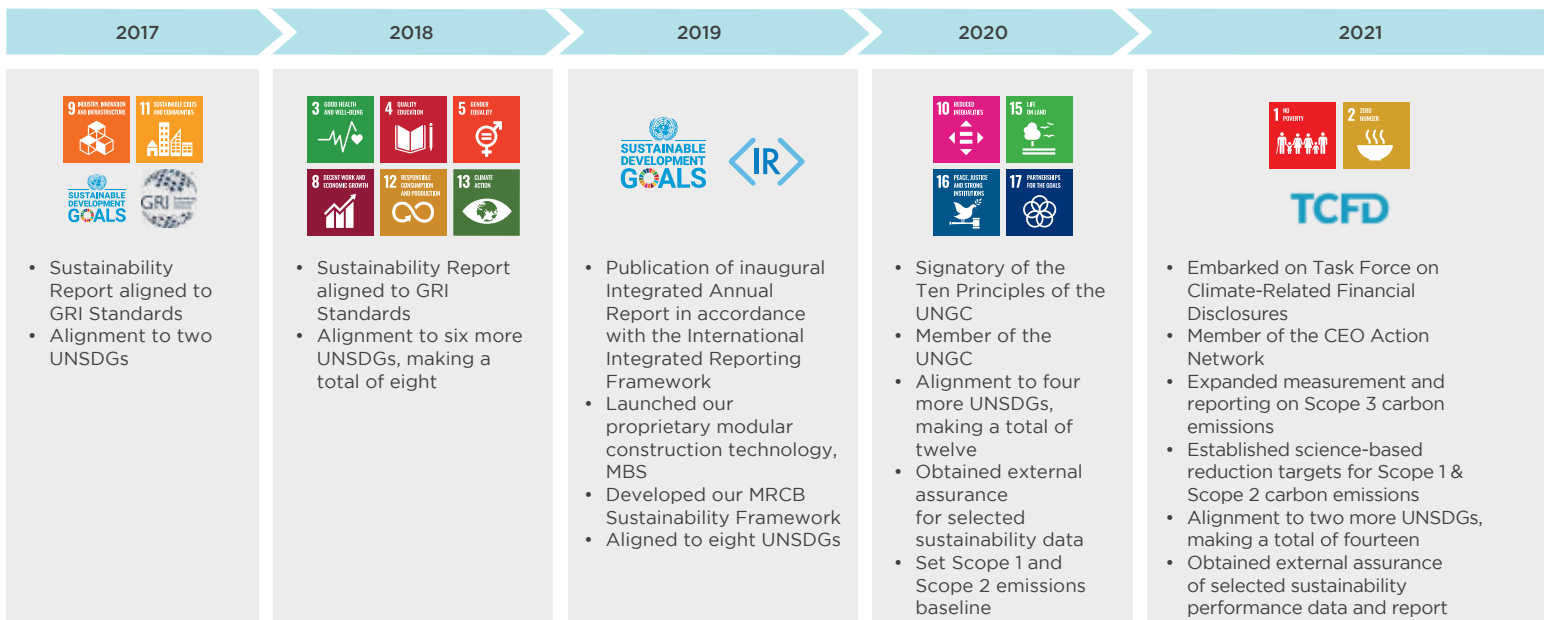 2017
2018
2019
2020
2021
9 INDUSTRY, INNOVATION
AND INFRASTRUCTURE
11 SUSTAINABLE CITIES
AND COMMUNITIES
SUSTAINABLE
DEVELOPMENT
GOALS
GRI
• Sustainability
Report aligned to
GRI Standards
• Alignment to two
UNSDGs
3 GOOD HEALTH
AND WELL-BEING
4 QUALITY
EDUCATION
5 GENDER
EQUALITY
8 DECENT WORK AND
ECONOMIC GROWTH
12 RESPONSIBLE
CONSUMPTION
AND PRODUCTION
13 CLIMATE
ACTION
• Sustainability Report
aligned to GRI
Standards
• Alignment to six more
UNSDGs, making a
total of eight
SUSTAINABLE
DEVELOPMENT
GOALS
<IR>
• Publication of inaugural
Integrated Annual
Report in accordance
with the International
Integrated Reporting
Framework
• Launched our
proprietary modular
construction technology,
MBS
• Developed our MRCB
Sustainability Framework
• Aligned to eight UNSDGs
10 REDUCED
INEQUALITIES
15 LIFE
ON LAND
16 PEACE, JUSTICE
AND STRONG
INSTITUTIONS
17 PARTNERSHIPS
FOR THE GOALS
• Signatory of the
Ten Principles of the
UNGC
• Member of the
UNGC
• Alignment to four
more UNSDGs,
making a total of
twelve
• Obtained external
assurance
for selected
sustainability data
• Set Scope 1 and
Scope 2 emissions
baseline
1 NO
POVERTY
2 ZERO
HUNGER
TCFD
• Embarked on Task Force on
Climate-Related Financial
Disclosures
• Member of the CEO Action
Network
• Expanded measurement and
reporting on Scope 3 carbon
emissions
• Established science-based
reduction targets for Scope 1 &
Scope 2 carbon emissions
• Alignment to two more UNSDGs,
making a total of fourteen
• Obtained external assurance
of selected sustainability
performance data and report